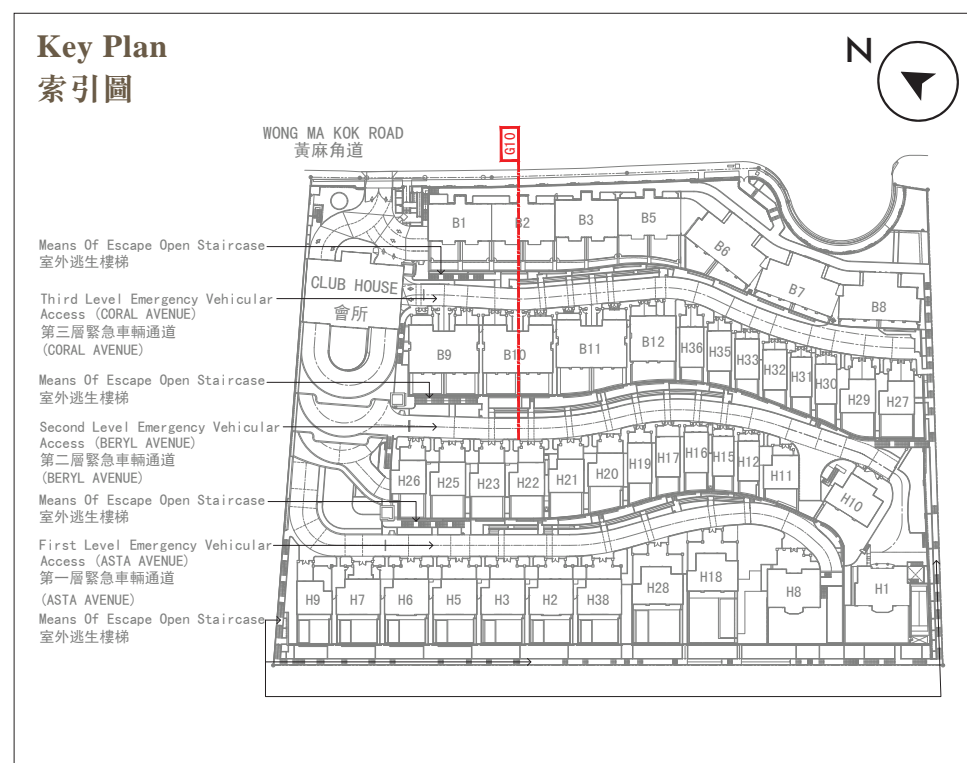 Key Plan
索引圖
N
WONG MA KOK ROAD
黃麻角道
G10
B1 B2 B3 B5
B6
B7
B8
Means Of Escape Open Staircase
室外逃生樓梯
CLUB HOUSE
會所
Third Level Emergency Vehicular
Access (CORAL AVENUE)
第三層緊急車輛通道
(CORAL AVENUE)
B9 B10 B11 B12 H36 H35 H33 H32 H31 H30 H29 H27
Means Of Escape Open Staircase
室外逃生樓梯
Second Level Emergency Vehicular
Access (BERYL AVENUE)
第二層緊急車輛通道
(BERYL AVENUE)
H26 H25 H23 H22 H21 H20 H19 H17 H16 H15 H12 H11 H10
Means Of Escape Open Staircase
室外逃生樓梯
First Level Emergency Vehicular
Access (ASTA AVENUE)
第一層緊急車輛通道
(ASTA AVENUE)
H9 H7 H6 H5 H3 H2 H38 H28 H18 H8 H1
Means Of Escape Open Staircase
室外逃生樓梯